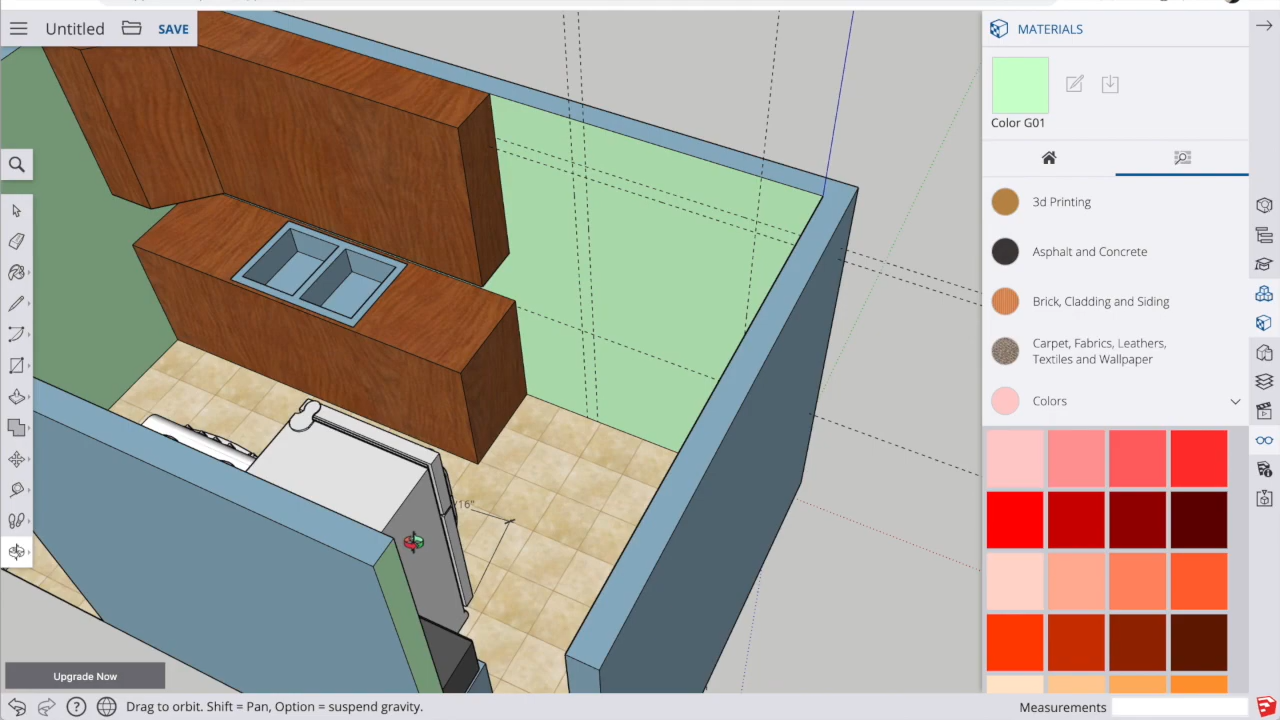 Untitled
SAVE
MATERIALS
Color G01
3d Printing
Asphalt and Concrete
Brick, Cladding and Siding
Carpet, Fabrics, Leathers,
Textiles and Wallpaper
Colors
16"
Upgrade Now
Drag to orbit. Shift = Pan, Option = suspend gravity.
Measurements